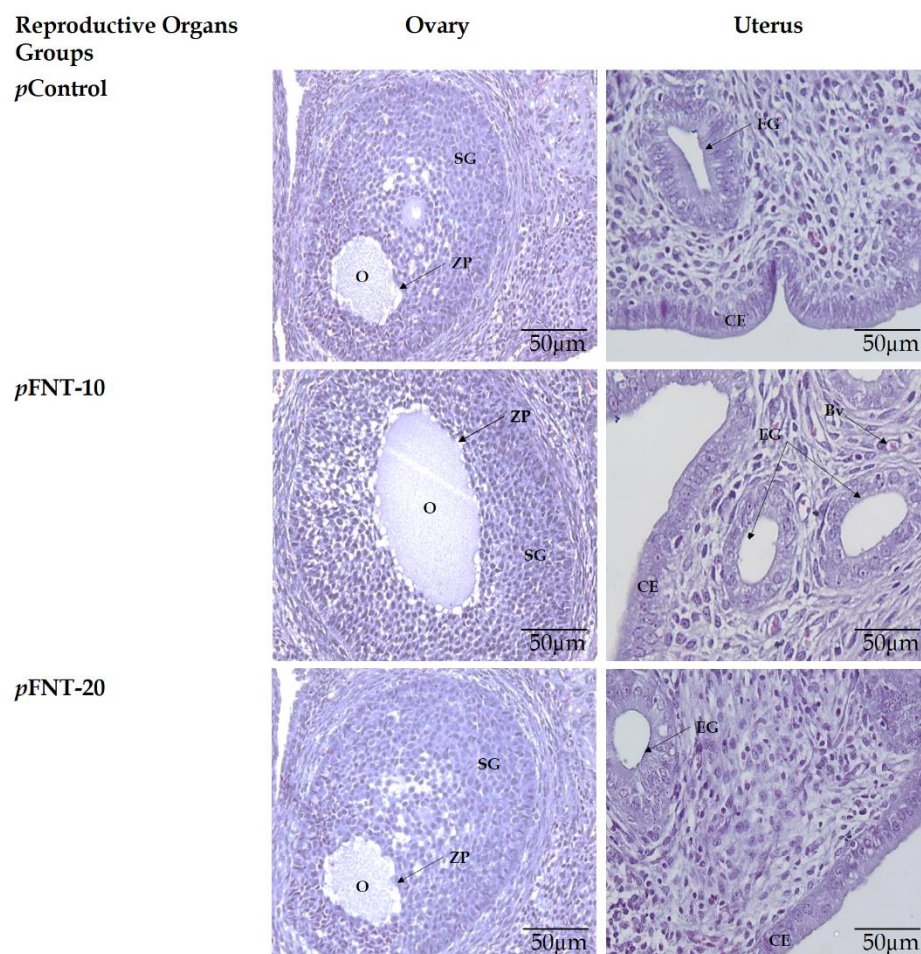 Reproductive Organs Ovary Uterus
Groups
pControl
EG
SG
ZP
O
CE
50µm 50µm
pFNT-10
Bv
ZP
EG
O
SG
CE
50µm 50µm
pFNT-20
EG
SG
ZP
O
CE
50µm 50µm